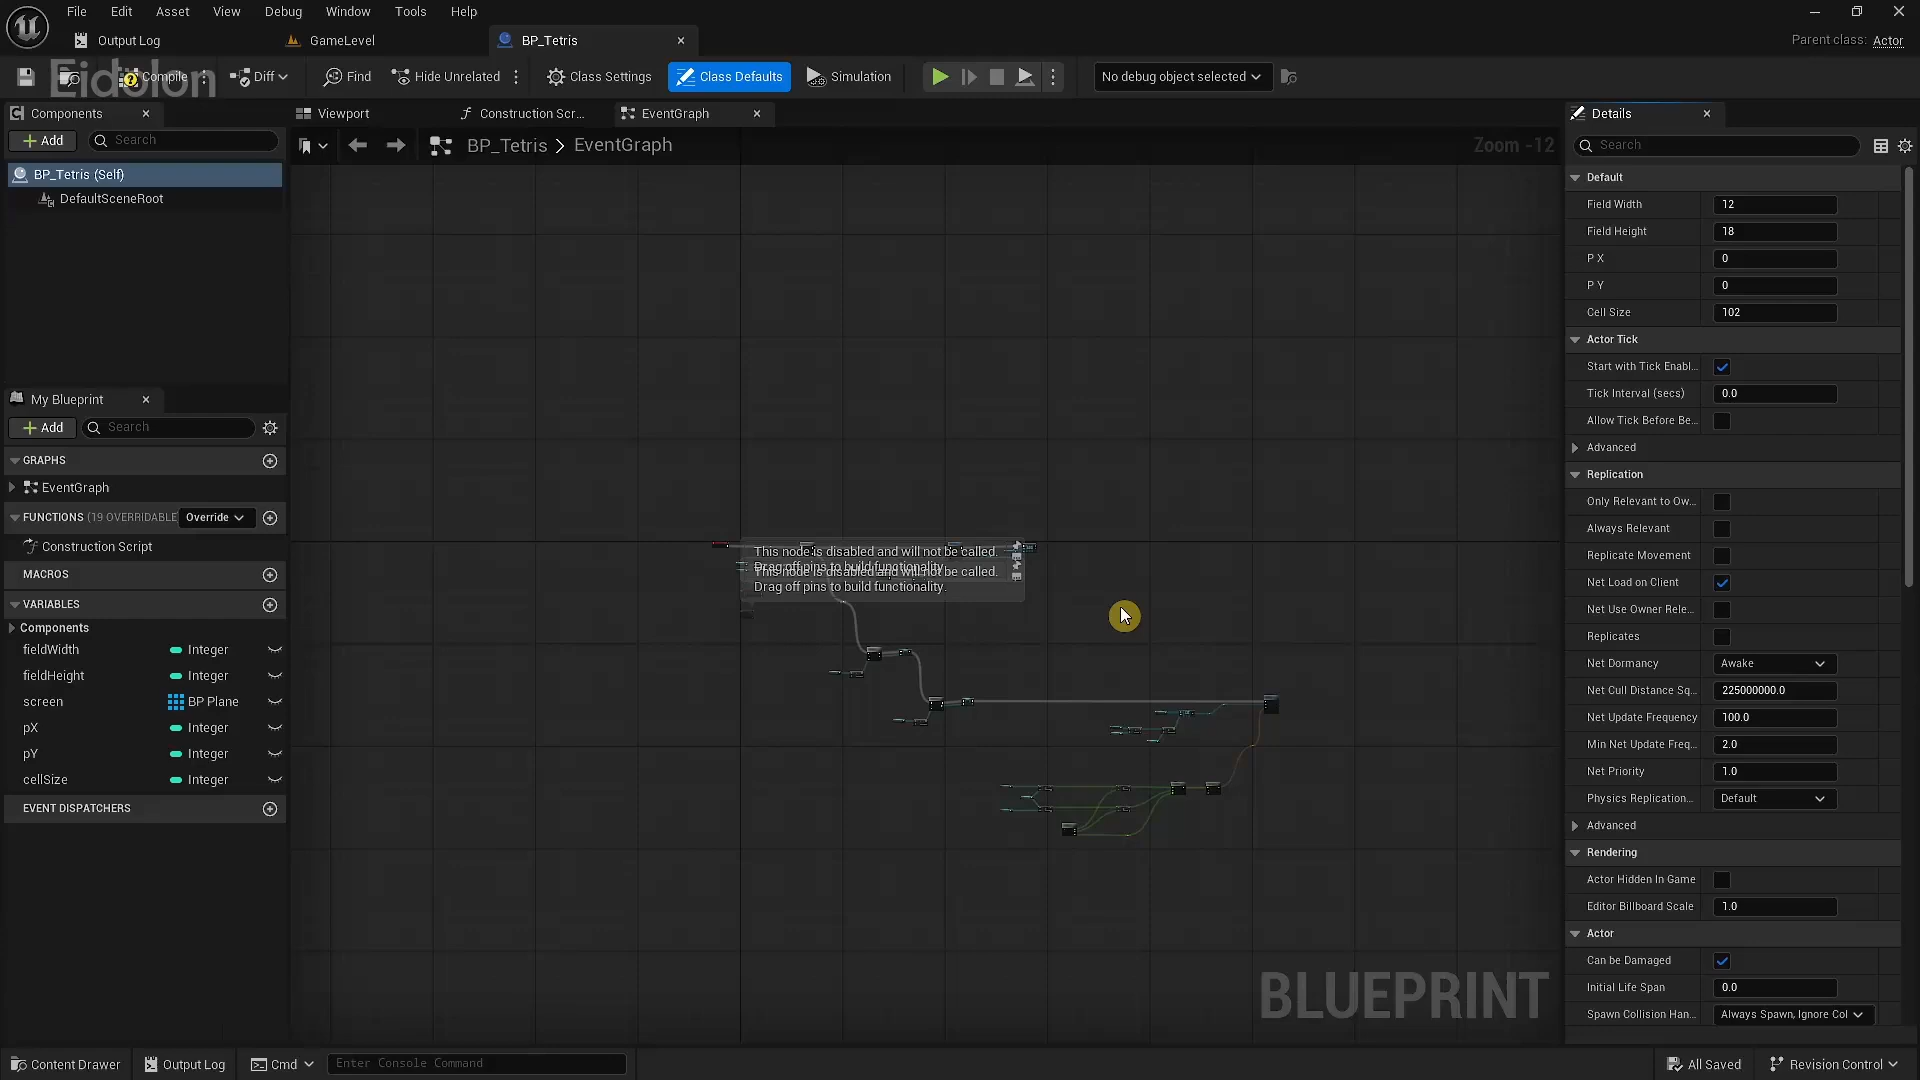 File Edit Asset View Debug Window Tools Help
Output Log GameLevel BP_Tetris
Parent class: Actor
Eidolon
Compile Diff Find Hide Unrelated Class Settings Class Defaults Simulation No debug object selected
Components
Add Search
BP_Tetris (Self)
DefaultSceneRoot
My Blueprint
Add Search
GRAPHS
EventGraph
FUNCTIONS (19 OVERRIDABLE Override
Construction Script
MACROS
VARIABLES
Components
fieldWidth Integer
fieldHeight Integer
screen BP Plane
pX Integer
pY Integer
cellSize Integer
EVENT DISPATCHERS
Viewport Construction Scr... EventGraph
BP_Tetris > EventGraph Zoom -12
This node is disabled and will not be called.
Drag off pins to build functionality.
This node is disabled and will not be called.
Drag off pins to build functionality.
BLUEPRINT
Details
Search
Default
Field Width 12
Field Height 18
P X 0
P Y 0
Cell Size 102
Actor Tick
Start with Tick Enabl...
Tick Interval (secs) 0.0
Allow Tick Before Be...
Advanced
Replication
Only Relevant to Ow...
Always Relevant
Replicate Movement
Net Load on Client
Net Use Owner Rele...
Replicates
Net Dormancy Awake
Net Cull Distance Sq... 225000000.0
Net Update Frequency 100.0
Min Net Update Freq... 2.0
Net Priority 1.0
Physics Replication... Default
Advanced
Rendering
Actor Hidden In Game
Editor Billboard Scale 1.0
Actor
Can be Damaged
Initial Life Span 0.0
Spawn Collision Han... Always Spawn, Ignore Col
Content Drawer Output Log Cmd Enter Console Command All Saved Revision Control